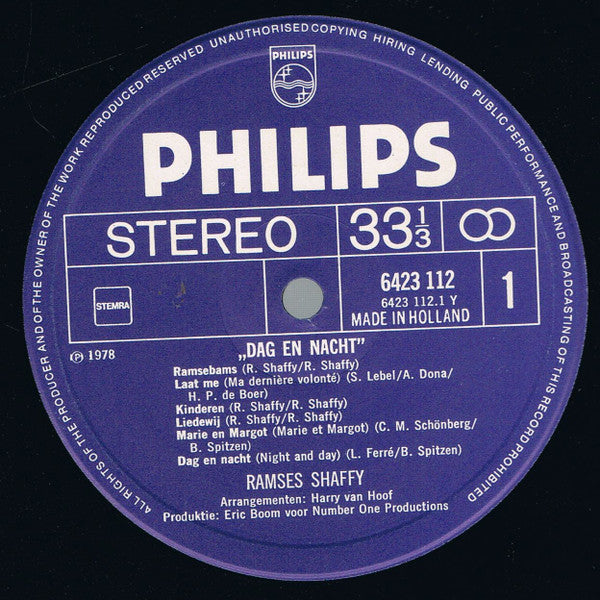 ALL RIGHTS OF THE PRODUCER AND OF THE OWNER OF THE WORK REPRODUCED RESERVED UNAUTHORISED COPYING HIRING LENDING PUBLIC PERFORMANCE AND BROADCASTING OF THIS RECORD PROHIBITED
PHILIPS
PHILIPS
STEREO 33 1/3
STEMRA
6423 112
6423 112.1 Y
MADE IN HOLLAND
1
Ⓟ 1978
„DAG EN NACHT"
Ramsebams (R. Shaffy/R. Shaffy)
Laat me (Ma dernière volonté) (S. Lebel/A. Dona/
H. P. de Boer)
Kinderen (R. Shaffy/R. Shaffy)
Liedewij (R. Shaffy/R. Shaffy)
Marie en Margot (Marie et Margot) (C. M. Schönberg/
B. Spitzen)
Dag en nacht (Night and day) (L. Ferré/B. Spitzen)
RAMSES SHAFFY
Arrangementen: Harry van Hoof
Produktie: Eric Boom voor Number One Productions